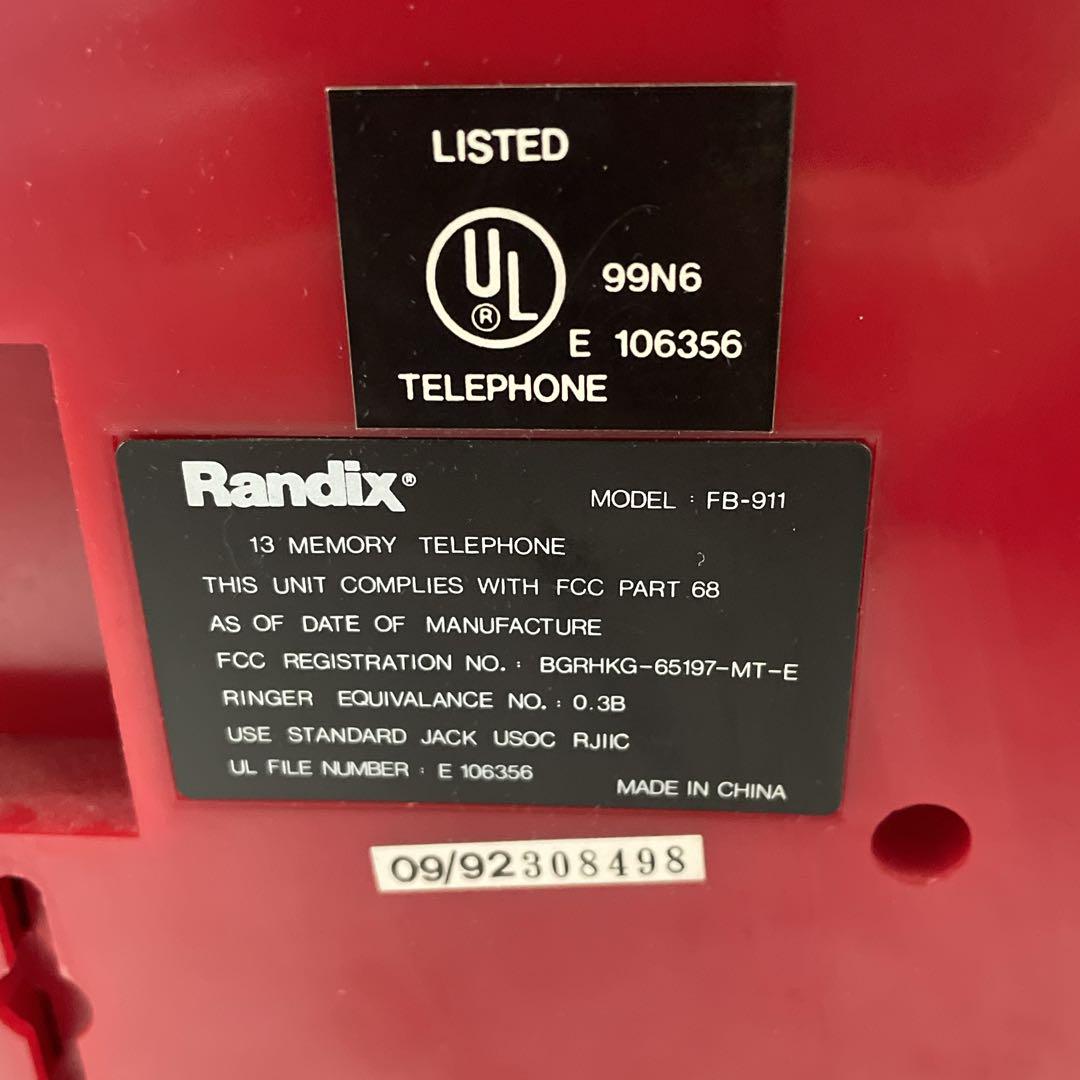 LISTED
UL®
99N6
E 106356
TELEPHONE
Randix®
MODEL : FB-911
13 MEMORY TELEPHONE
THIS UNIT COMPLIES WITH FCC PART 68
AS OF DATE OF MANUFACTURE
FCC REGISTRATION NO. : BGRHKG-65197-MT-E
RINGER EQUIVALANCE NO. : 0.3B
USE STANDARD JACK USOC RJIIC
UL FILE NUMBER : E 106356
MADE IN CHINA
09/92308498